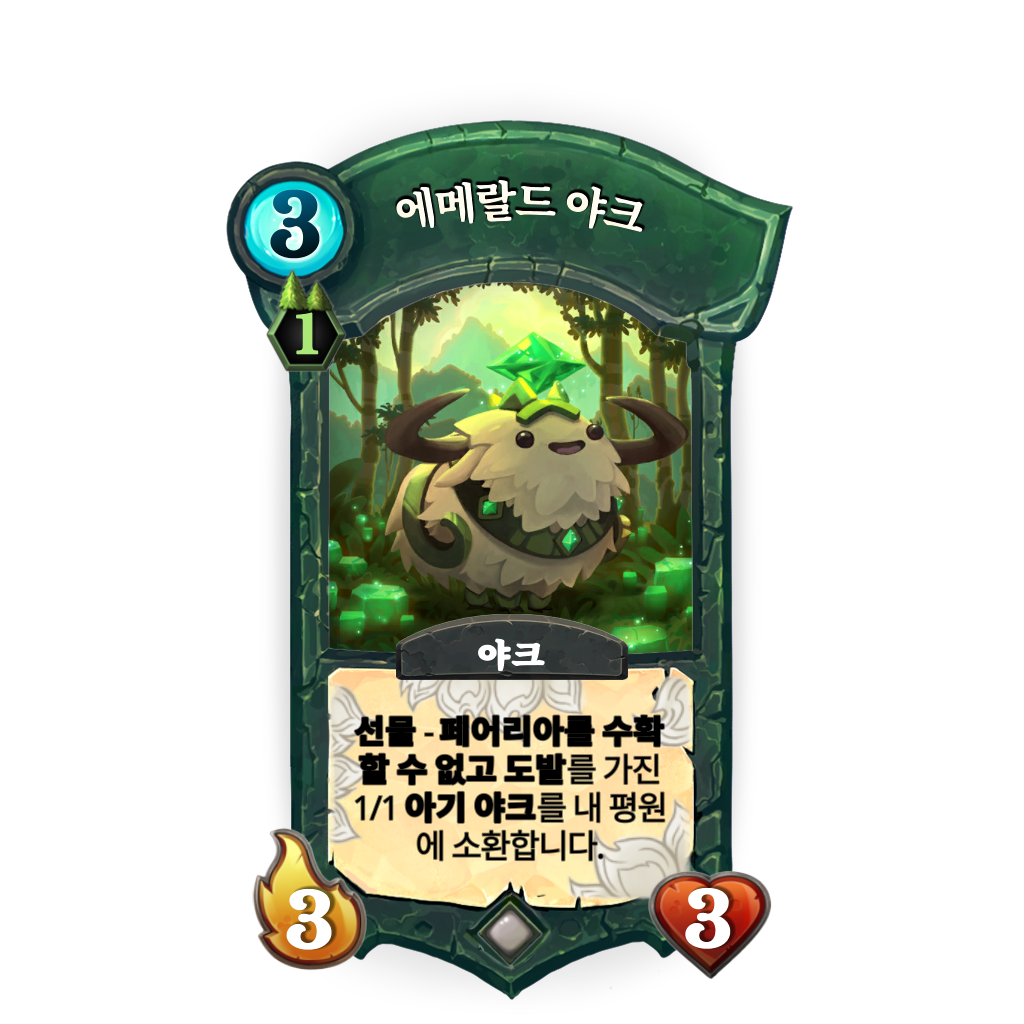 3
에메랄드 야크
1
야크
선물 - 페어리아를 수확
할 수 없고 도발를 가진
1/1 아기 야크를 내 평원
에 소환합니다.
3
3